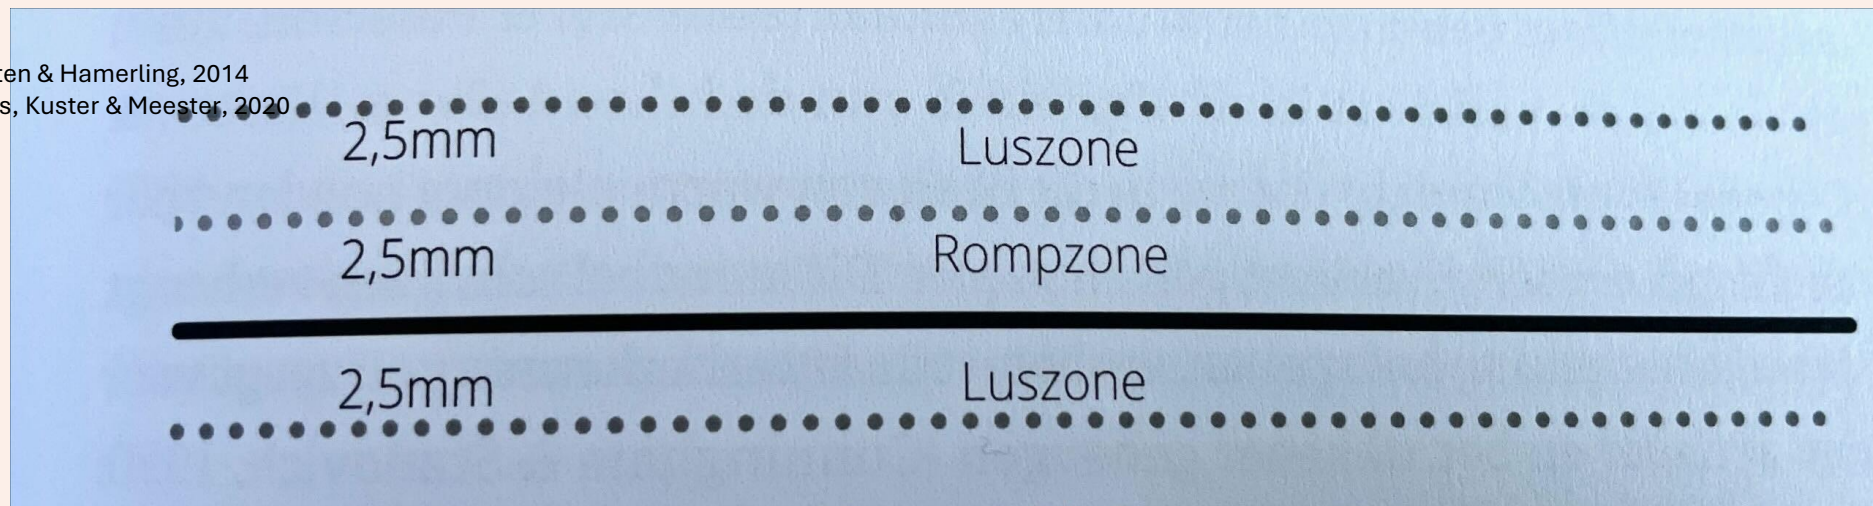 ten & Hamerling, 2014
s, Kuster & Meester, 2020
2,5mm Luszone
2,5mm Rompzone
2,5mm Luszone